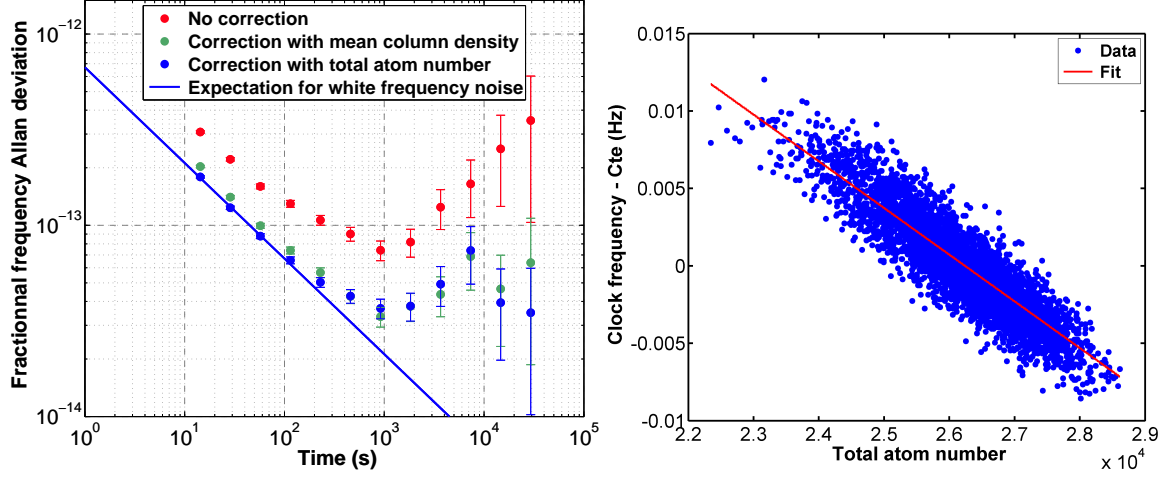 No correction
Correction with mean column density
Correction with total atom number
Expectation for white frequency noise
Fractionnal frequency Allan deviation
10^-12
10^-13
10^-14
10^0 10^1 10^2 10^3 10^4 10^5
Time (s)
Data
Fit
Clock frequency - Cte (Hz)
0.015
0.01
0.005
0
-0.005
-0.01
2.2 2.3 2.4 2.5 2.6 2.7 2.8 2.9
Total atom number
x 10^4